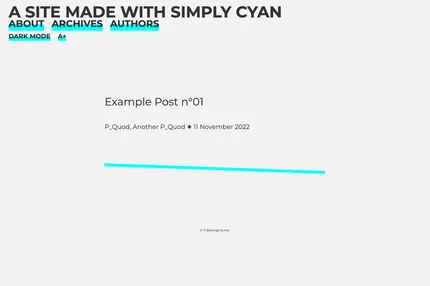 A SITE MADE WITH SIMPLY CYAN
ABOUT ARCHIVES AUTHORS
DARK MODE A+
Example Post n°01
P_Quod, Another P_Quod ✷ 11 November 2022
Belongs to me